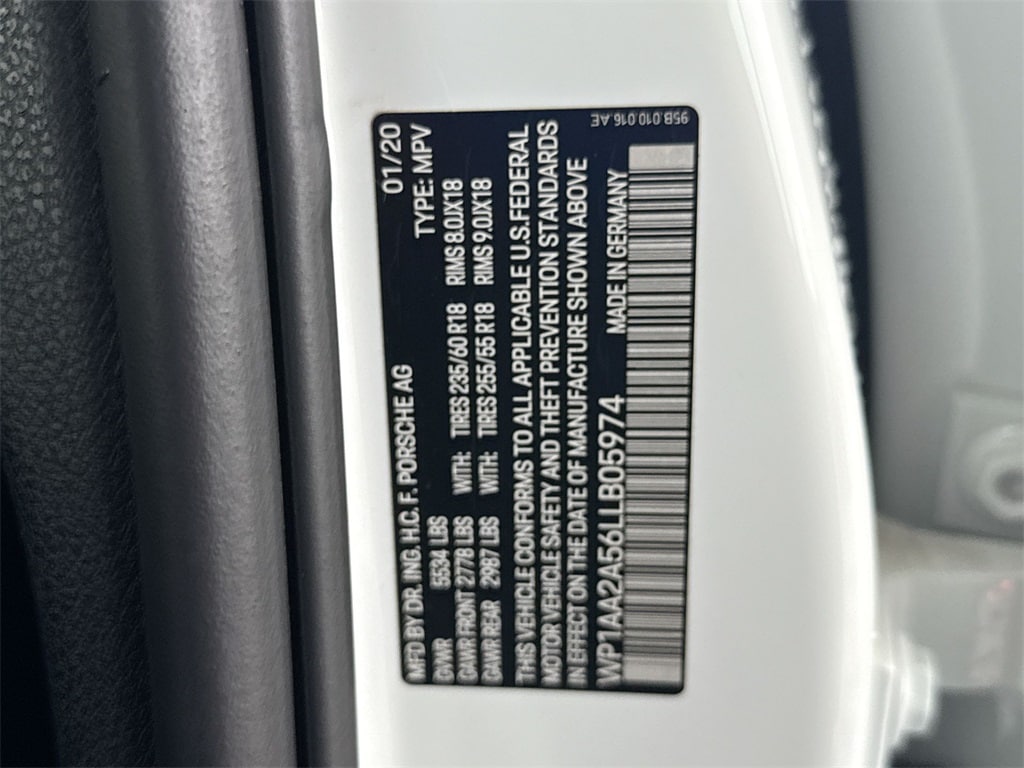 MFD BY DR. ING. H.C. F. PORSCHE AG 01/20
GVWR 5534 LBS TYPE: MPV
GAWR FRONT 2778 LBS WITH: TIRES 235/60 R18 RIMS 8.0JX18
GAWR REAR 2987 LBS WITH: TIRES 255/55 R18 RIMS 9.0JX18
THIS VEHICLE CONFORMS TO ALL APPLICABLE U.S. FEDERAL
MOTOR VEHICLE SAFETY AND THEFT PREVENTION STANDARDS
IN EFFECT ON THE DATE OF MANUFACTURE SHOWN ABOVE
WP1AA2A56LLB05974 MADE IN GERMANY
95B.010.016.AE